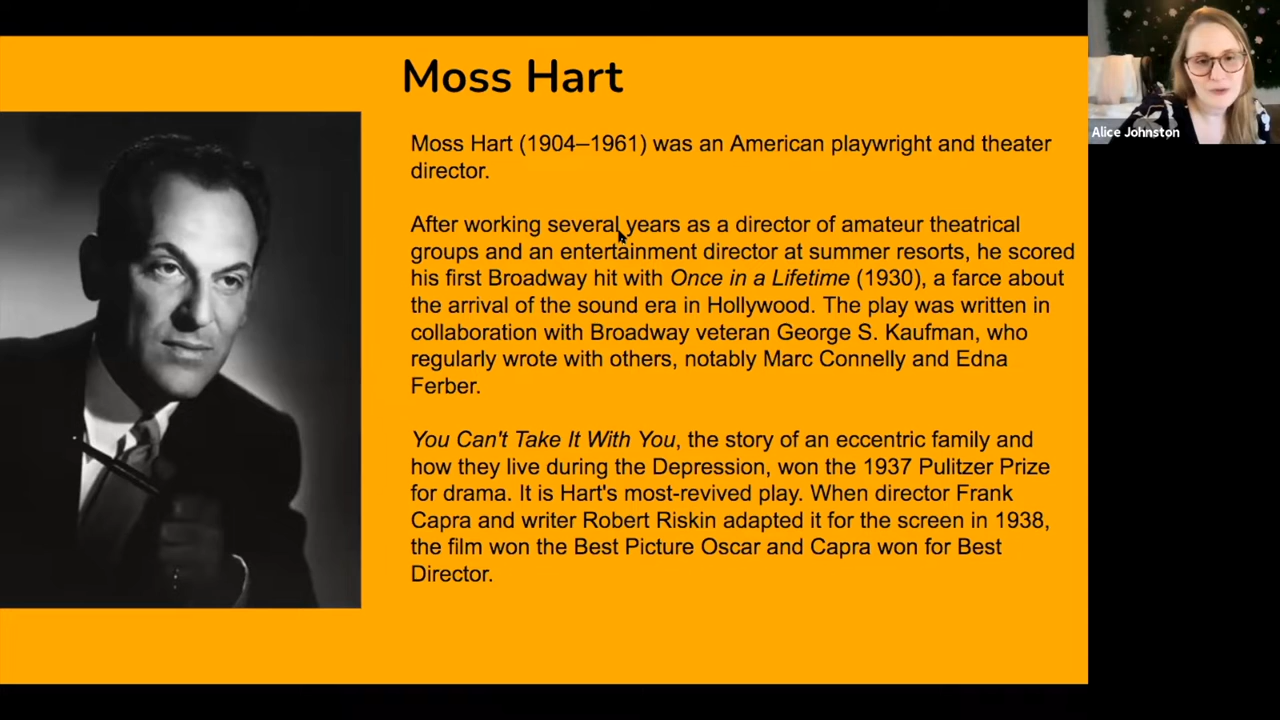 Moss Hart
Moss Hart (1904–1961) was an American playwright and theater
director.
After working several years as a director of amateur theatrical
groups and an entertainment director at summer resorts, he scored
his first Broadway hit with Once in a Lifetime (1930), a farce about
the arrival of the sound era in Hollywood. The play was written in
collaboration with Broadway veteran George S. Kaufman, who
regularly wrote with others, notably Marc Connelly and Edna
Ferber.
You Can't Take It With You, the story of an eccentric family and
how they live during the Depression, won the 1937 Pulitzer Prize
for drama. It is Hart's most-revived play. When director Frank
Capra and writer Robert Riskin adapted it for the screen in 1938,
the film won the Best Picture Oscar and Capra won for Best
Director.
Alice Johnston